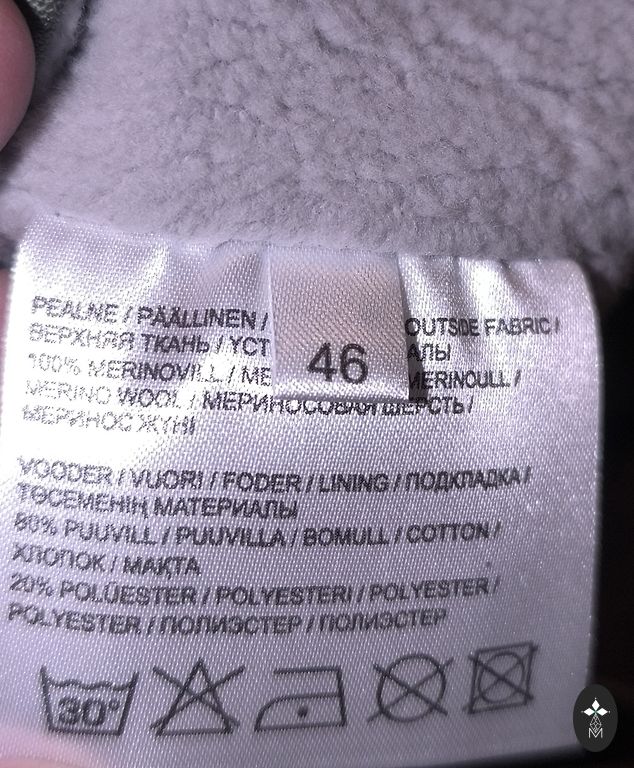 PEALNE / PÄÄLLINEN / OUTSIDE FABRIC /
ВЕРХНЯЯ ТКАНЬ / ҮСТ АЛЫ
100% MERINOVILL / ME MERINOULL /
46
MERINO WOOL / МЕРИНОСОВАЯ ШЕРСТЬ /
МЕРИНОС ЖҮНІ
VOODER / VUORI / FODER / LINING / ПОДКЛАДКА /
ТӨСЕМЕНІҢ МАТЕРИАЛЫ
80% PUUVILL / PUUVILLA / BOMULL / COTTON /
ХЛОПОК / МАҚТА
20% POLÜESTER / POLYESTERI / POLYESTER /
POLYESTER / ПОЛИЭСТЕР / ПОЛИЭСТЕР
30°
M